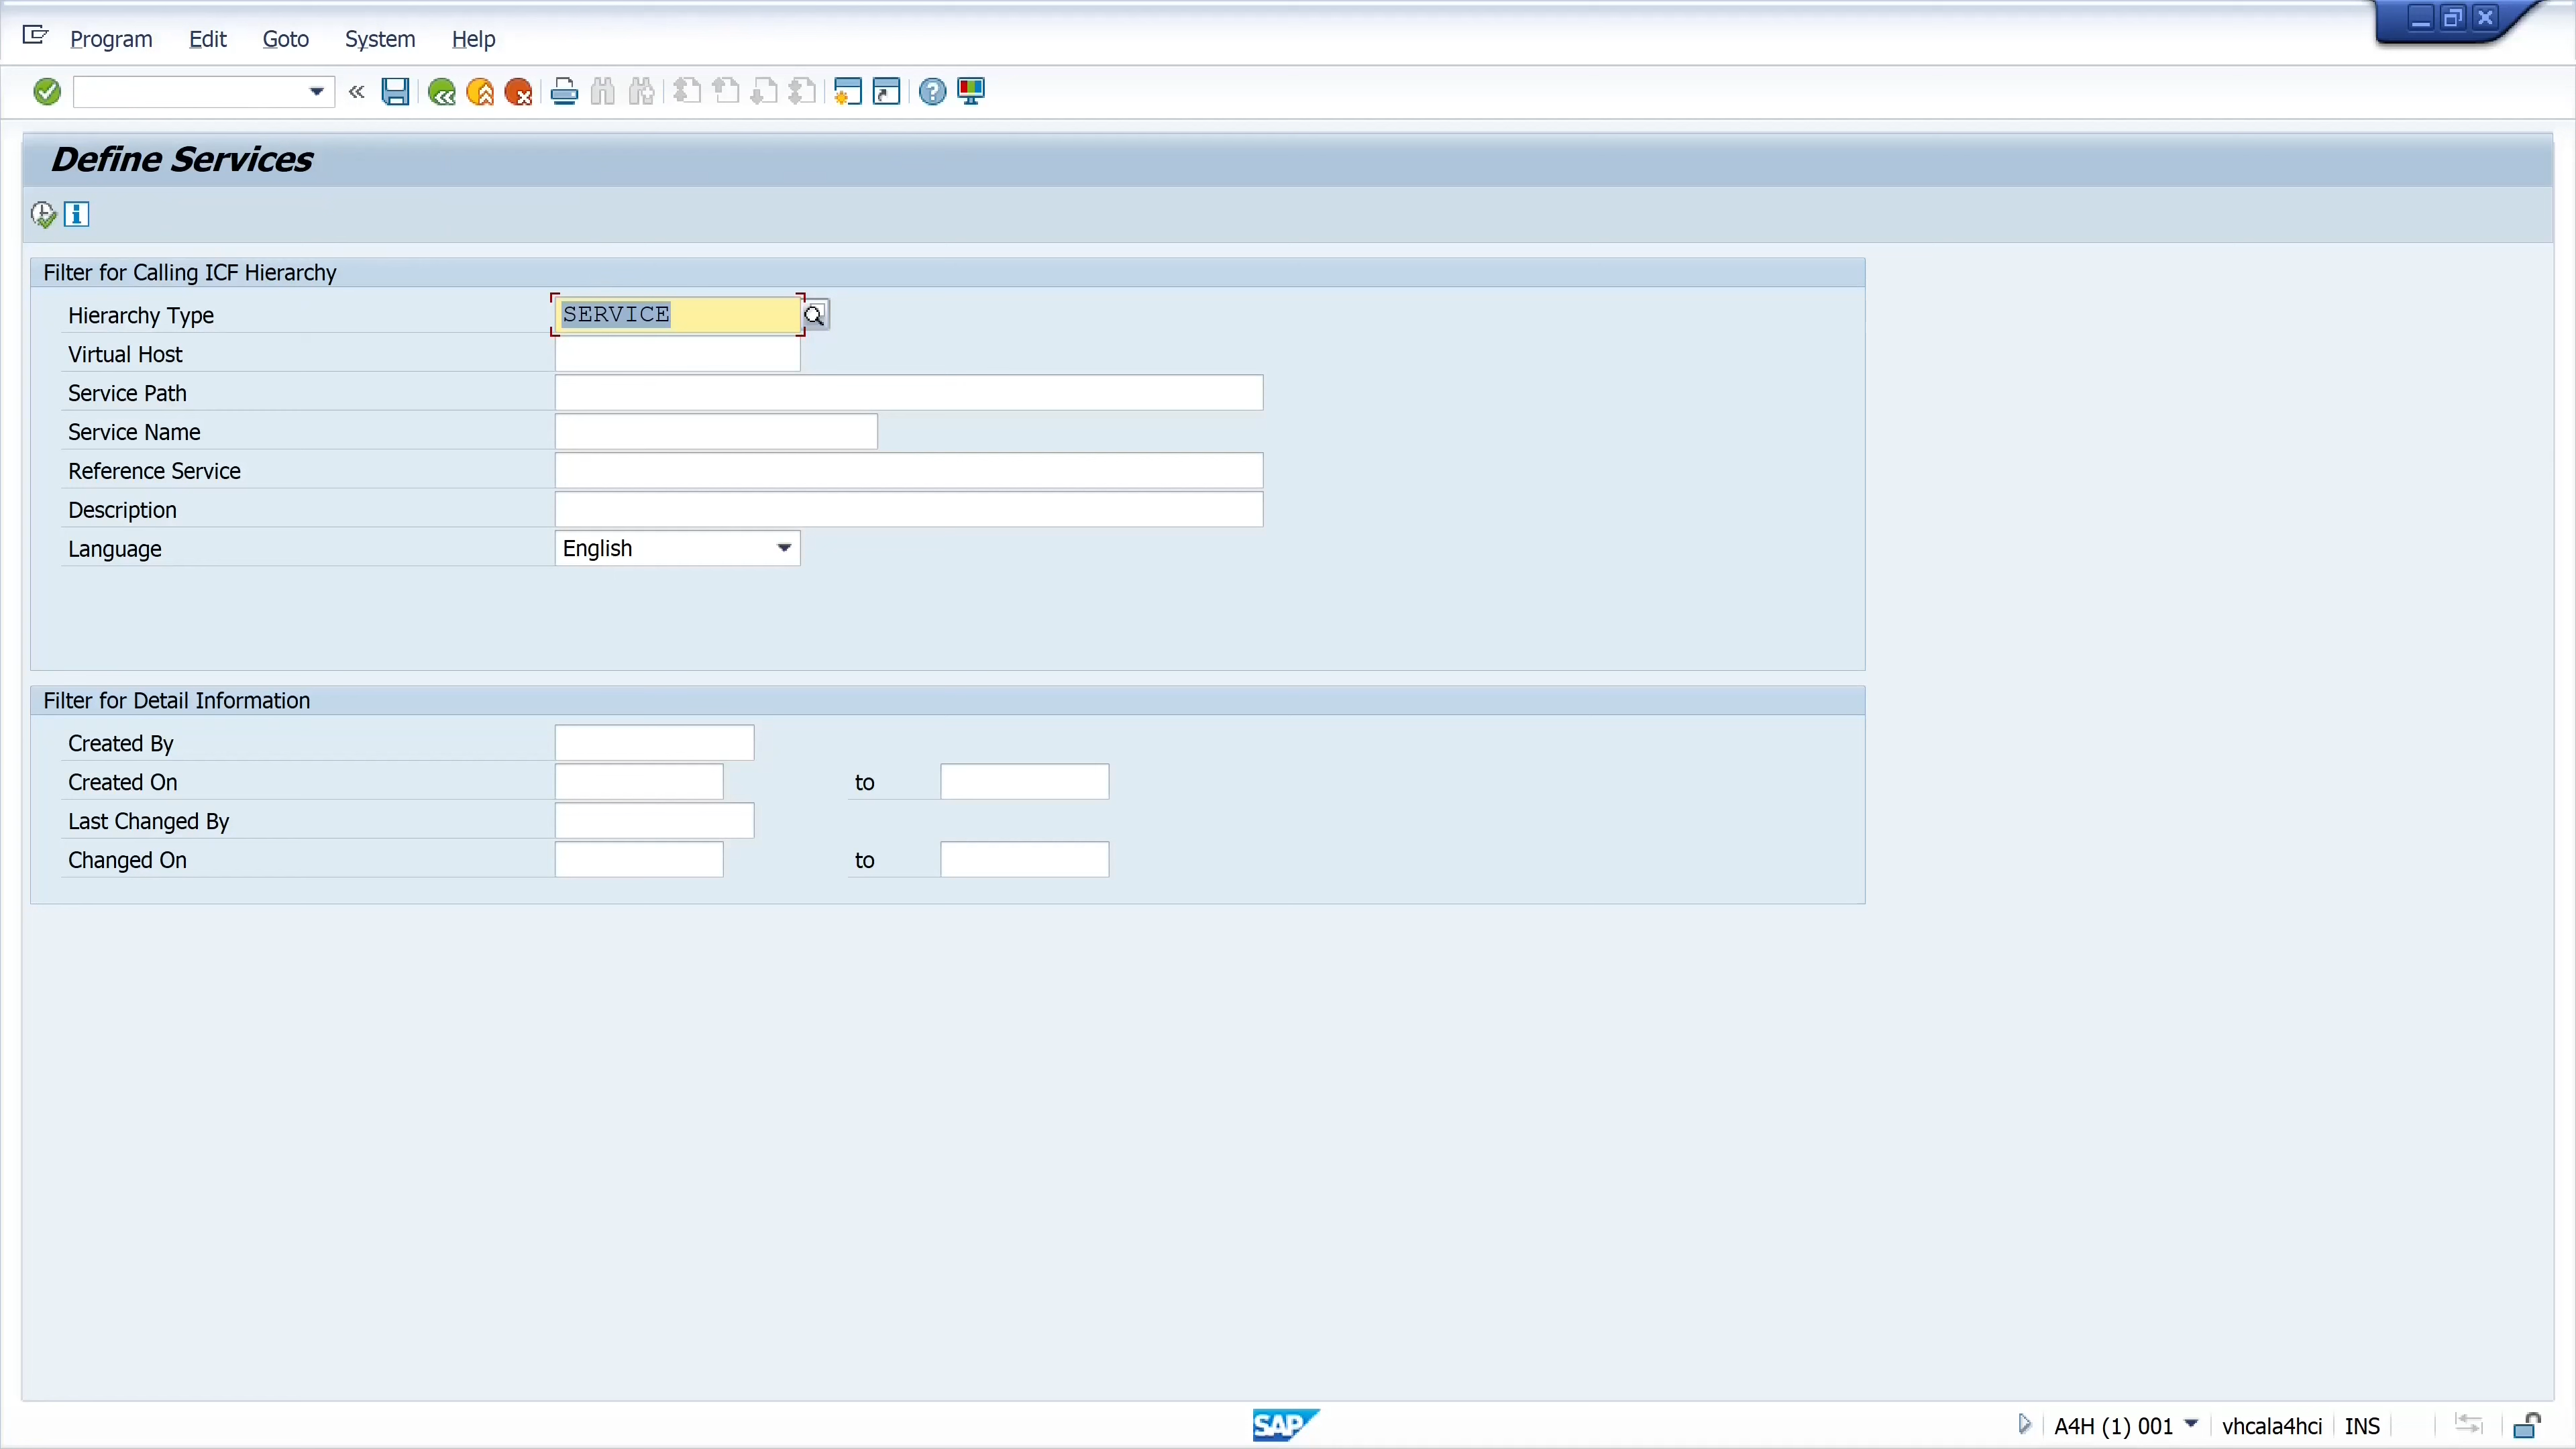 Program Edit Goto System Help
Define Services
Filter for Calling ICF Hierarchy
Hierarchy Type SERVICE
Virtual Host
Service Path
Service Name
Reference Service
Description
Language English
Filter for Detail Information
Created By
Created On to
Last Changed By
Changed On to
SAP A4H (1) 001 vhcala4hci INS